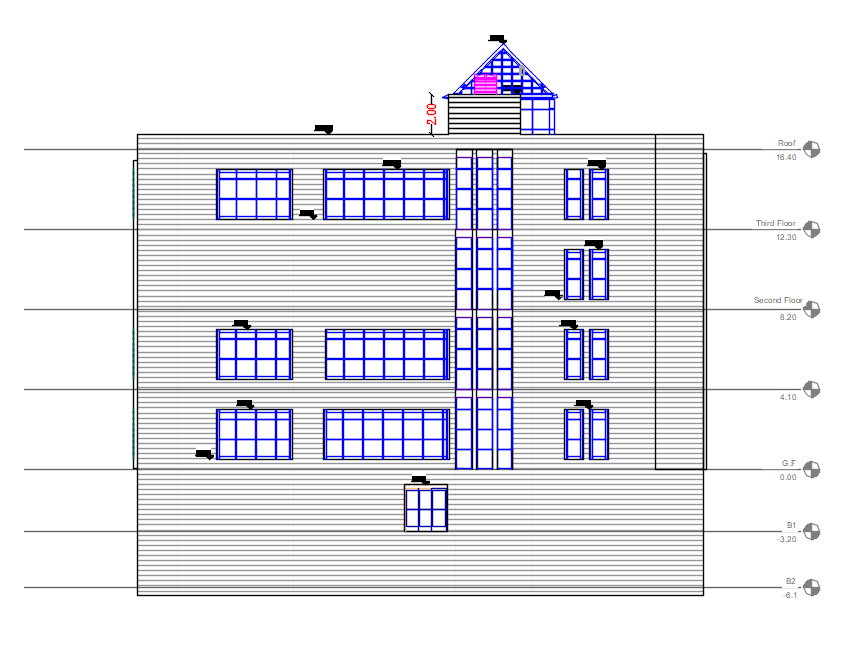 2.00
Roof
16.40
Third Floor
12.30
Second Floor
8.20
4.10
G.F
0.00
B1
-3.20
B2
-6.1